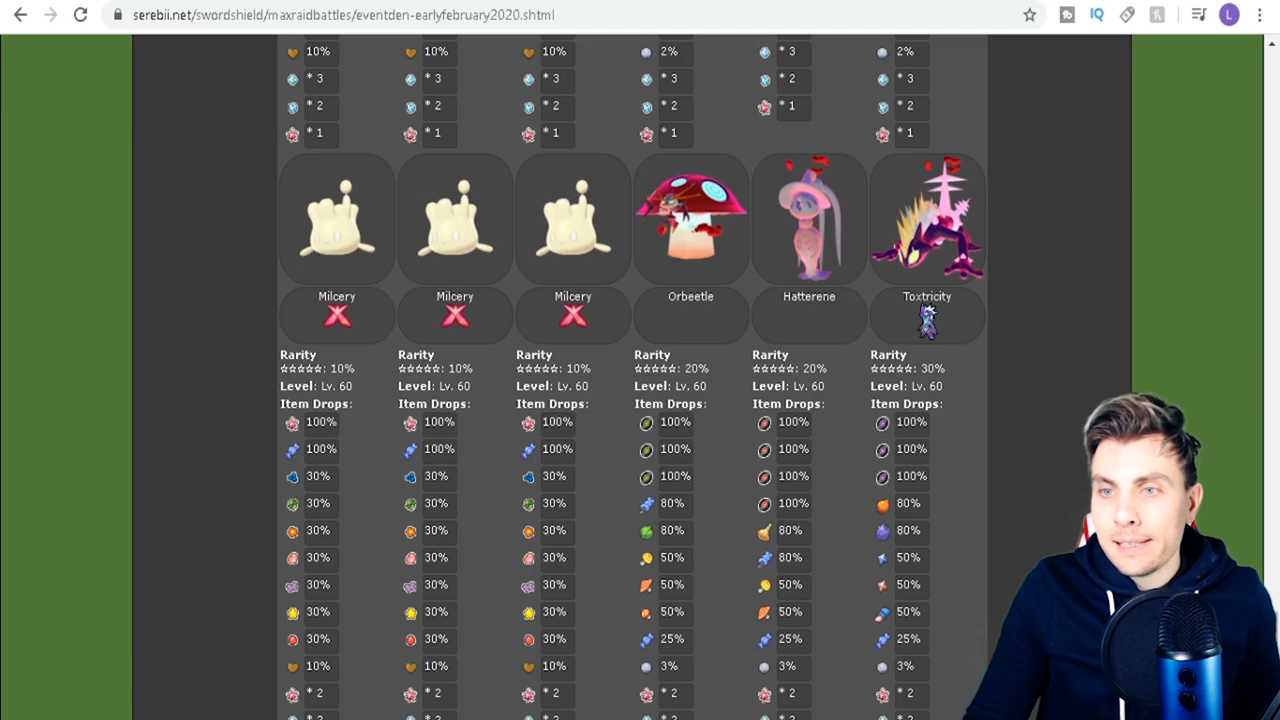 serebii.net/swordshield/maxraidbattles/eventden-earlyfebruary2020.shtml
L
10% 10% 10% 2% * 3 2%
* 3 * 3 * 3 * 3 * 2 * 3
* 2 * 2 * 2 * 2 * 1 * 2
* 1 * 1 * 1 * 1 * 1
Milcery Milcery Milcery Orbeetle Hatterene Toxtricity
Rarity Rarity Rarity Rarity Rarity Rarity
☆☆☆☆☆: 10% ☆☆☆☆☆: 10% ☆☆☆☆☆: 10% ☆☆☆☆☆: 20% ☆☆☆☆☆: 20% ☆☆☆☆☆: 30%
Level: Lv. 60 Level: Lv. 60 Level: Lv. 60 Level: Lv. 60 Level: Lv. 60 Level: Lv. 60
Item Drops: Item Drops: Item Drops: Item Drops: Item Drops: Item Drops:
100% 100% 100% 100% 100% 100%
100% 100% 100% 100% 100% 100%
30% 30% 30% 100% 100% 100%
30% 30% 30% 80% 100% 80%
30% 30% 30% 80% 80% 80%
30% 30% 30% 50% 80% 50%
30% 30% 30% 50% 50% 50%
30% 30% 30% 50% 50% 50%
30% 30% 30% 25% 25% 25%
10% 10% 10% 3% 3% 3%
* 2 * 2 * 2 * 2 * 2 * 2